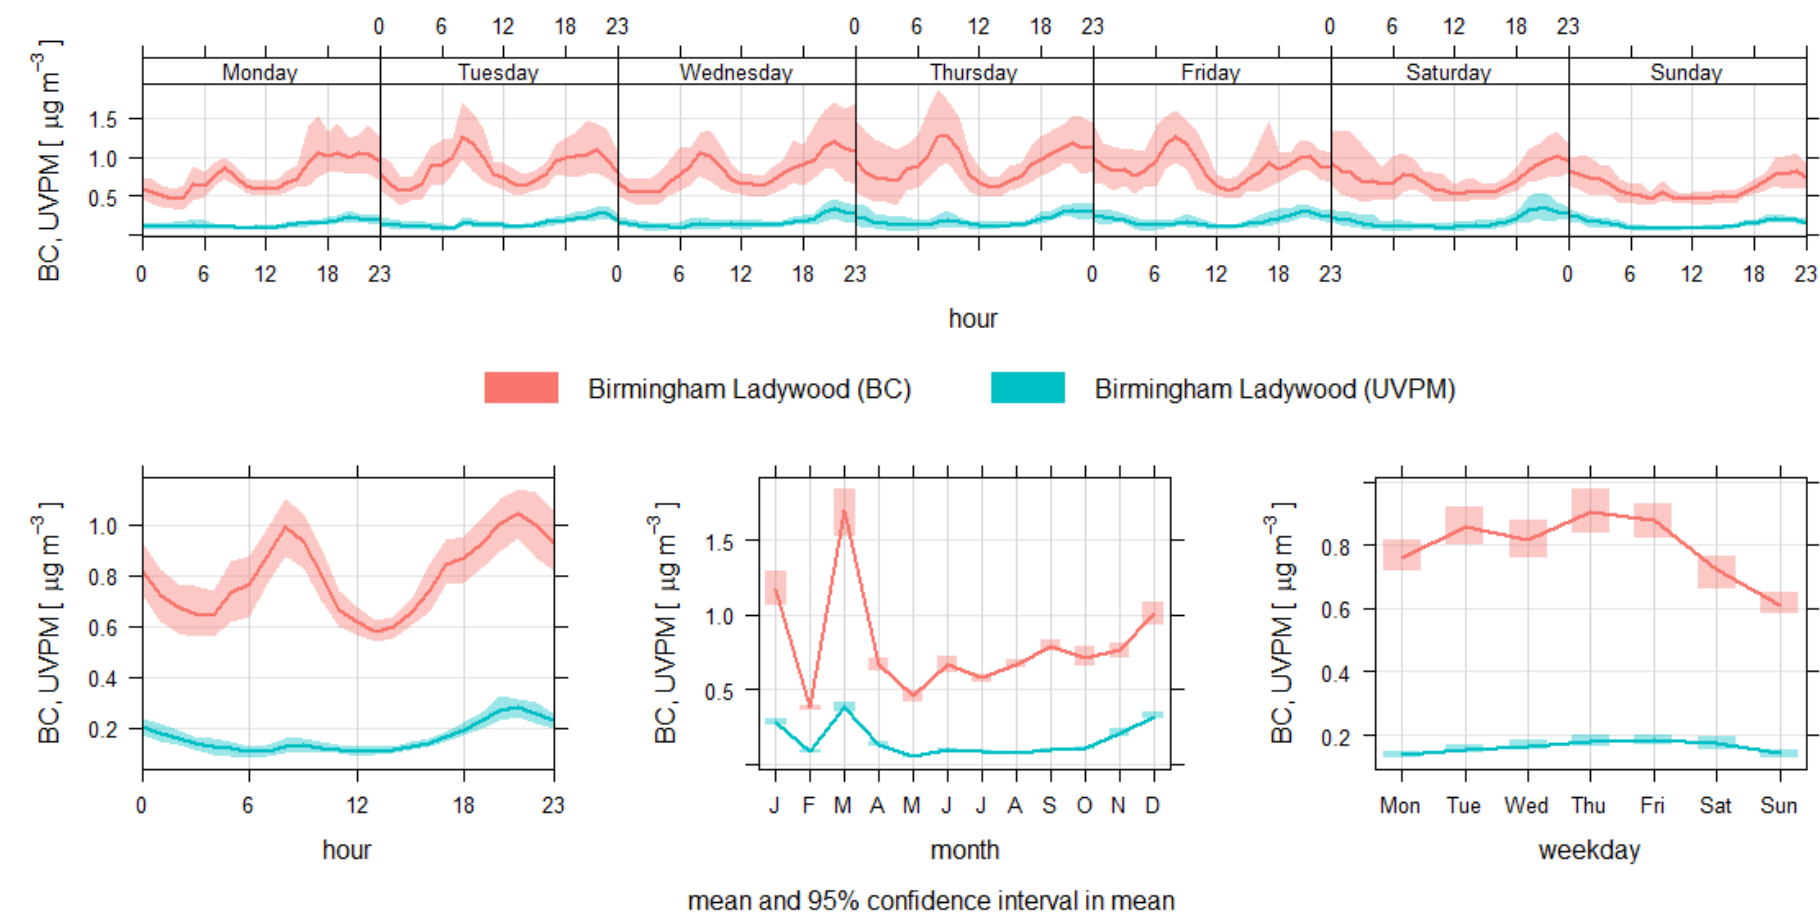 0 6 12 18 23 0 6 12 18 23 0 6 12 18 23
Monday Tuesday Wednesday Thursday Friday Saturday Sunday
BC, UVPM [ µg m⁻³ ]
1.5
1.0
0.5
0 6 12 18 23 0 6 12 18 23 0 6 12 18 23 0 6 12 18 23
hour
Birmingham Ladywood (BC) Birmingham Ladywood (UVPM)
BC, UVPM [ µg m⁻³ ]
1.0
0.8
0.6
0.4
0.2
0 6 12 18 23
hour
BC, UVPM [ µg m⁻³ ]
1.5
1.0
0.5
J F M A M J J A S O N D
month
BC, UVPM [ µg m⁻³ ]
0.8
0.6
0.4
0.2
Mon Tue Wed Thu Fri Sat Sun
weekday
mean and 95% confidence interval in mean